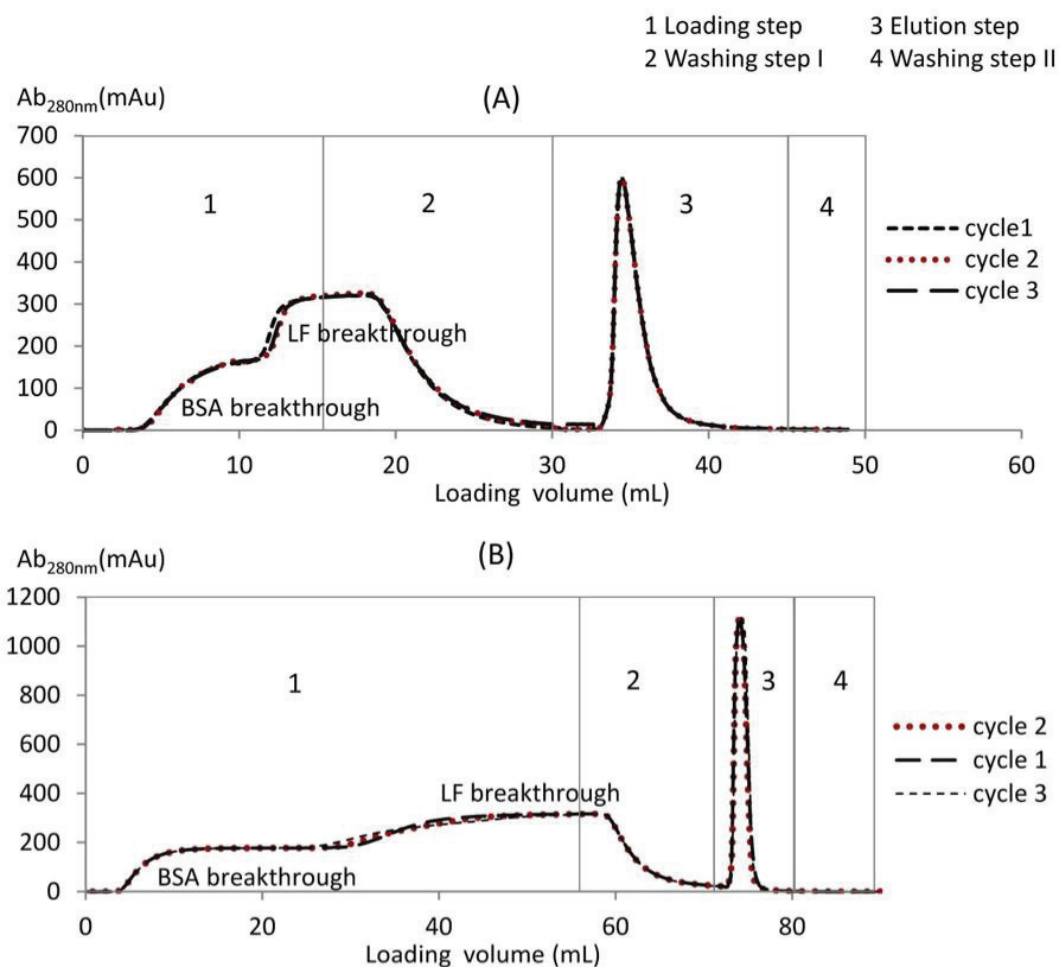 1 Loading step 3 Elution step
2 Washing step I 4 Washing step II
Ab280nm(mAu) (A)
700
600
500
400
300
200
100
0
1 2 3 4
LF breakthrough
BSA breakthrough
cycle1
cycle 2
cycle 3
0 10 20 30 40 50 60
Loading volume (mL)
Ab280nm(mAu) (B)
1200
1000
800
600
400
200
0
1 2 3 4
LF breakthrough
BSA breakthrough
cycle 2
cycle 1
cycle 3
0 20 40 60 80
Loading volume (mL)